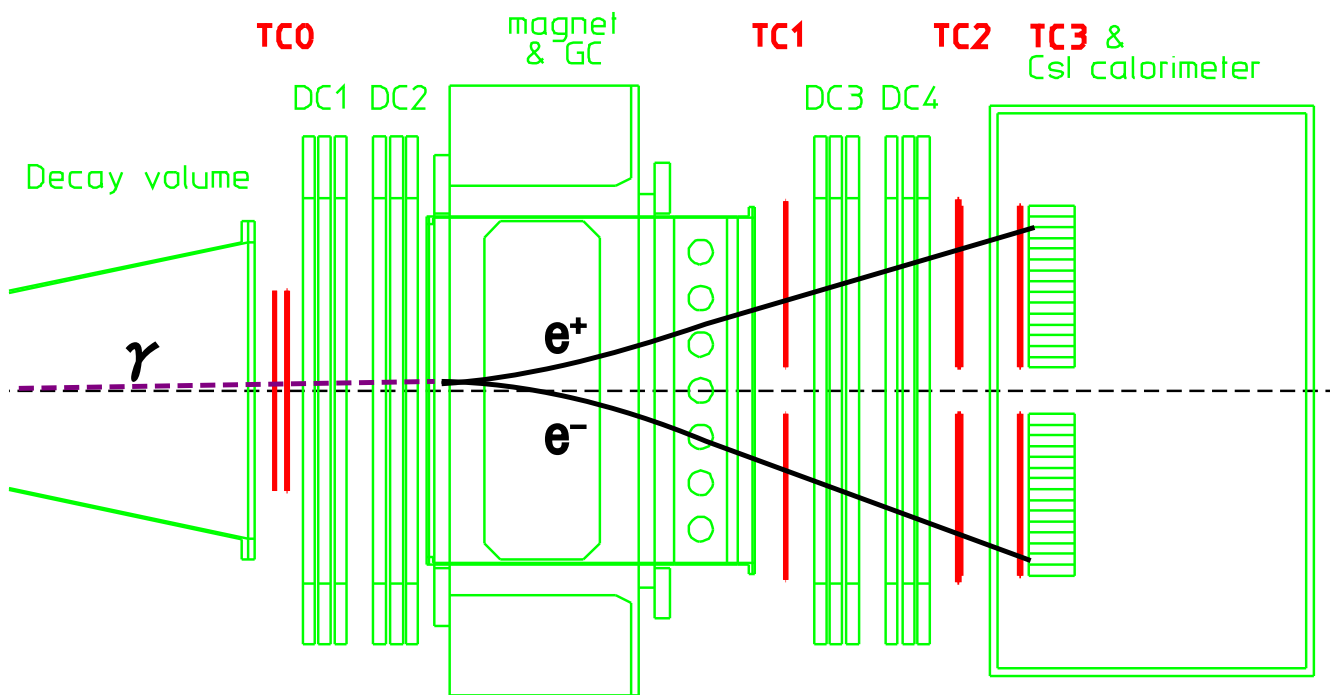 TC0
magnet
& GC
TC1
TC2
TC3 &
CsI calorimeter
DC1
DC2
DC3
DC4
Decay volume
γ
e⁺
e⁻